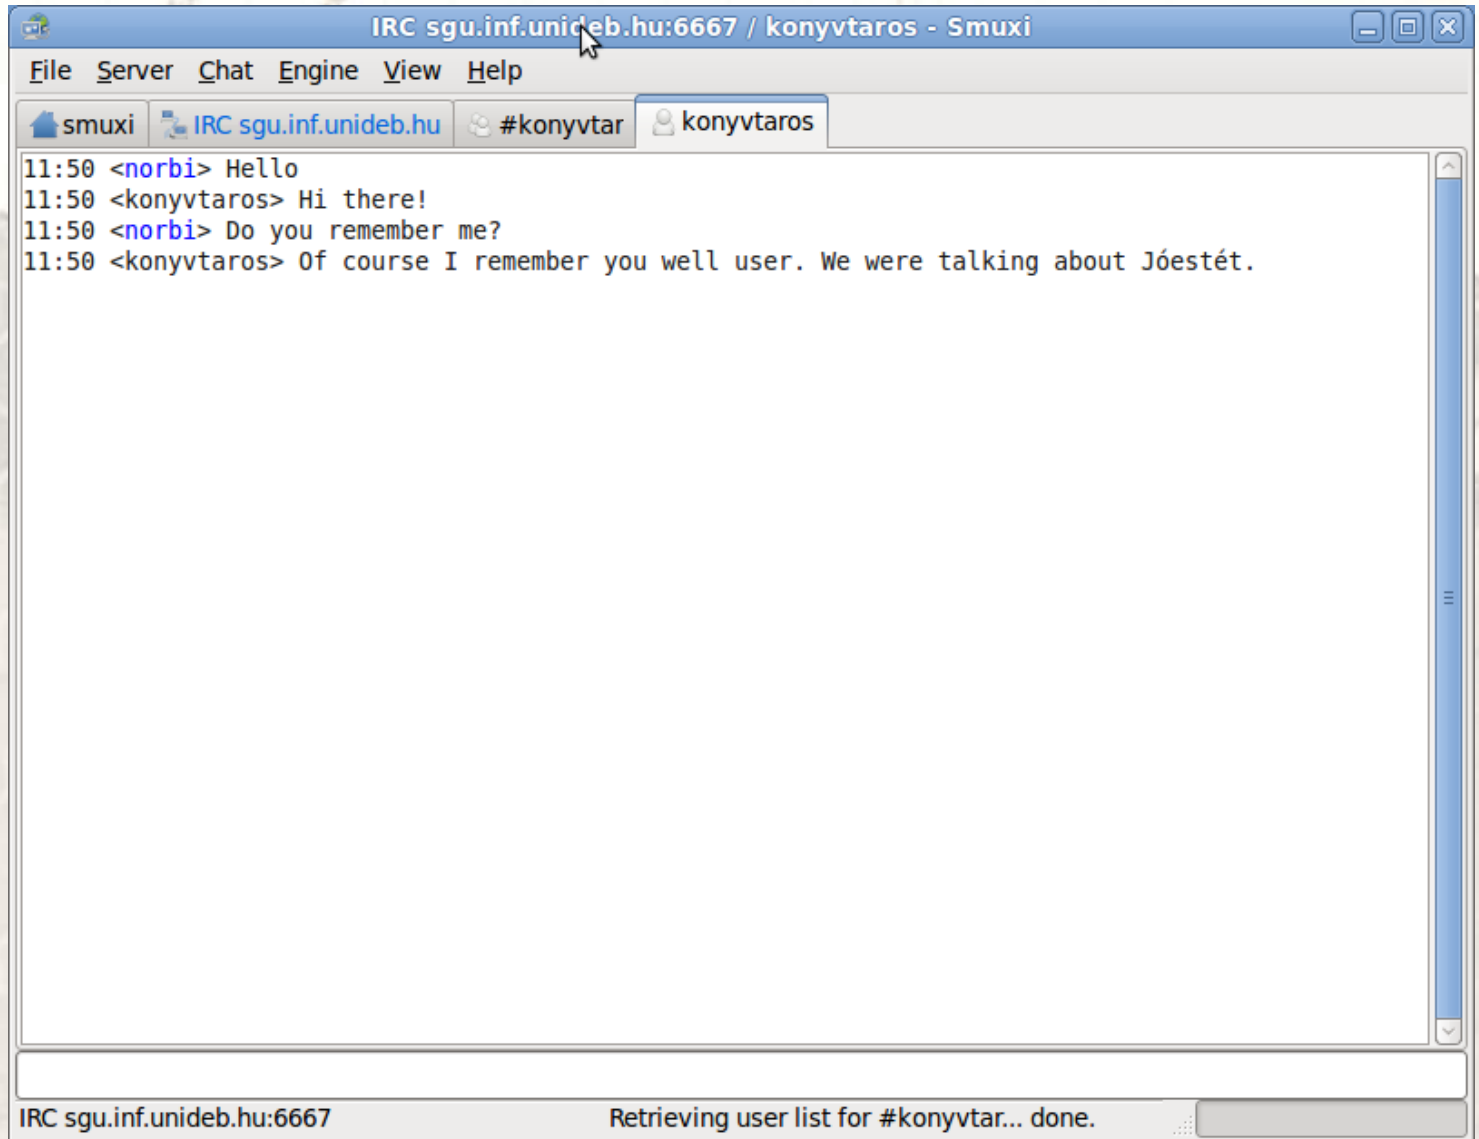 IRC sgu.inf.unideb.hu:6667 / konyvtaros - Smuxi
File Server Chat Engine View Help
smuxi IRC sgu.inf.unideb.hu #konyvtar konyvtaros
11:50 <norbi> Hello
11:50 <konyvtaros> Hi there!
11:50 <norbi> Do you remember me?
11:50 <konyvtaros> Of course I remember you well user. We were talking about Jóestét.
IRC sgu.inf.unideb.hu:6667 Retrieving user list for #konyvtar... done.